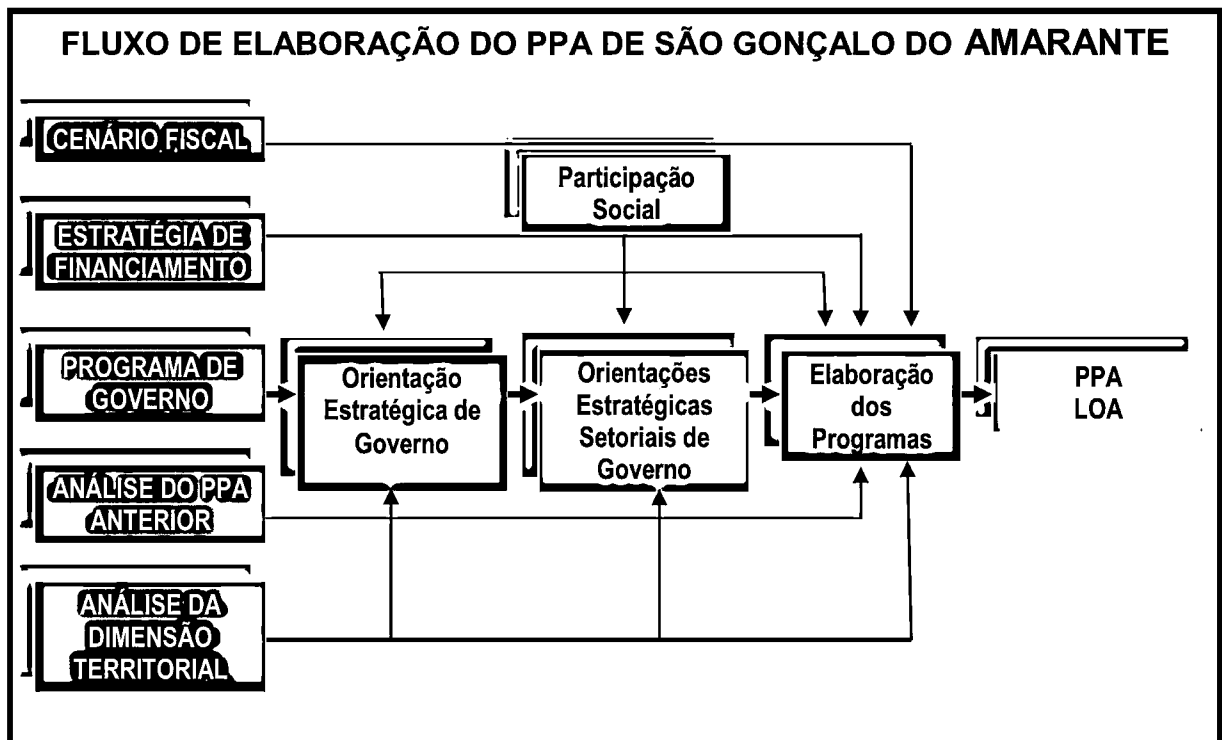 FLUXO DE ELABORAÇÃO DO PPA DE SÃO GONÇALO DO AMARANTE
CENÁRIO FISCAL
Participação
Social
ESTRATÉGIA DE
FINANCIAMENTO
PROGRAMA DE
GOVERNO
Orientação
Estratégica de
Governo
Orientações
Estratégicas
Setoriais de
Governo
Elaboração
dos
Programas
PPA
LOA
ANÁLISE DO PPA
ANTERIOR
ANÁLISE DA
DIMENSÃO
TERRITORIAL